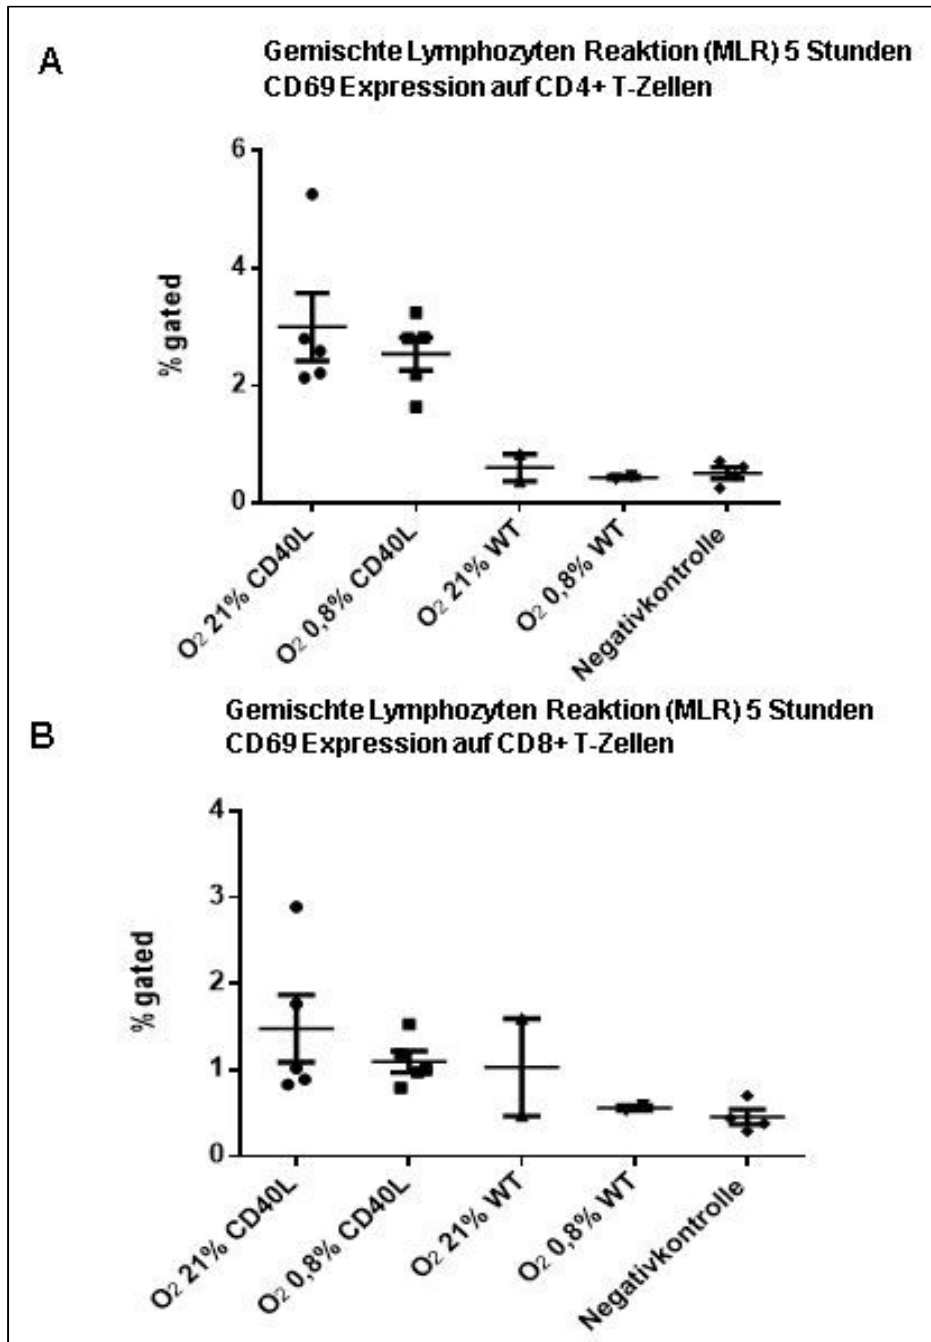 A
Gemischte Lymphozyten Reaktion (MLR) 5 Stunden
CD69 Expression auf CD4+ T-Zellen
% gated
6
4
2
0
O2 21% CD40L
O2 0,8% CD40L
O2 21% WT
O2 0,8% WT
Negativkontrolle
B
Gemischte Lymphozyten Reaktion (MLR) 5 Stunden
CD69 Expression auf CD8+ T-Zellen
% gated
4
3
2
1
0
O2 21% CD40L
O2 0,8% CD40L
O2 21% WT
O2 0,8% WT
Negativkontrolle